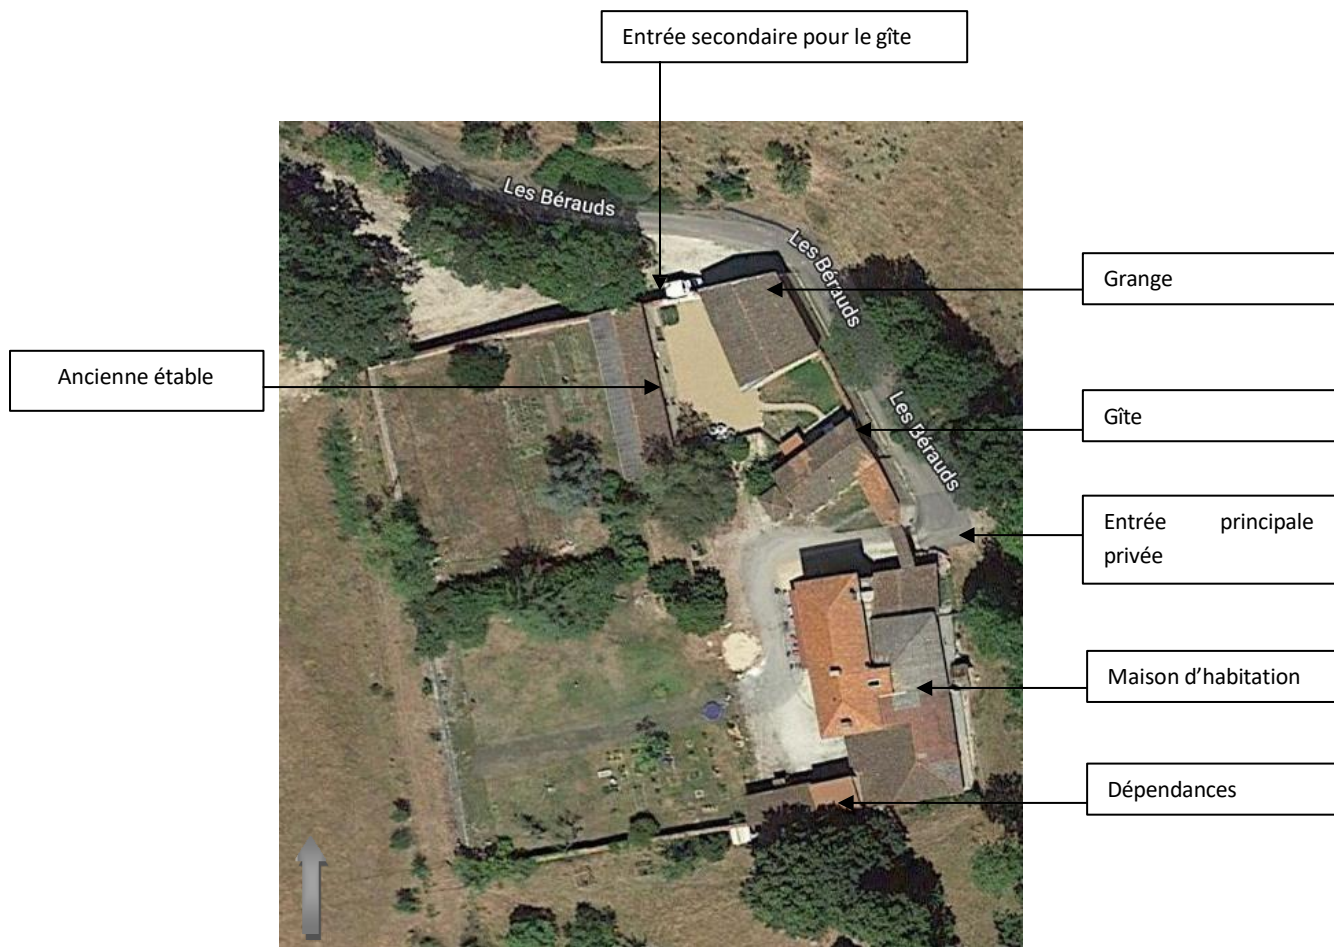 Entrée secondaire pour le gîte
Les Bérauds
Les Bérauds
Grange
Ancienne étable
Les Bérauds
Gîte
Entrée principale
privée
Maison d’habitation
Dépendances